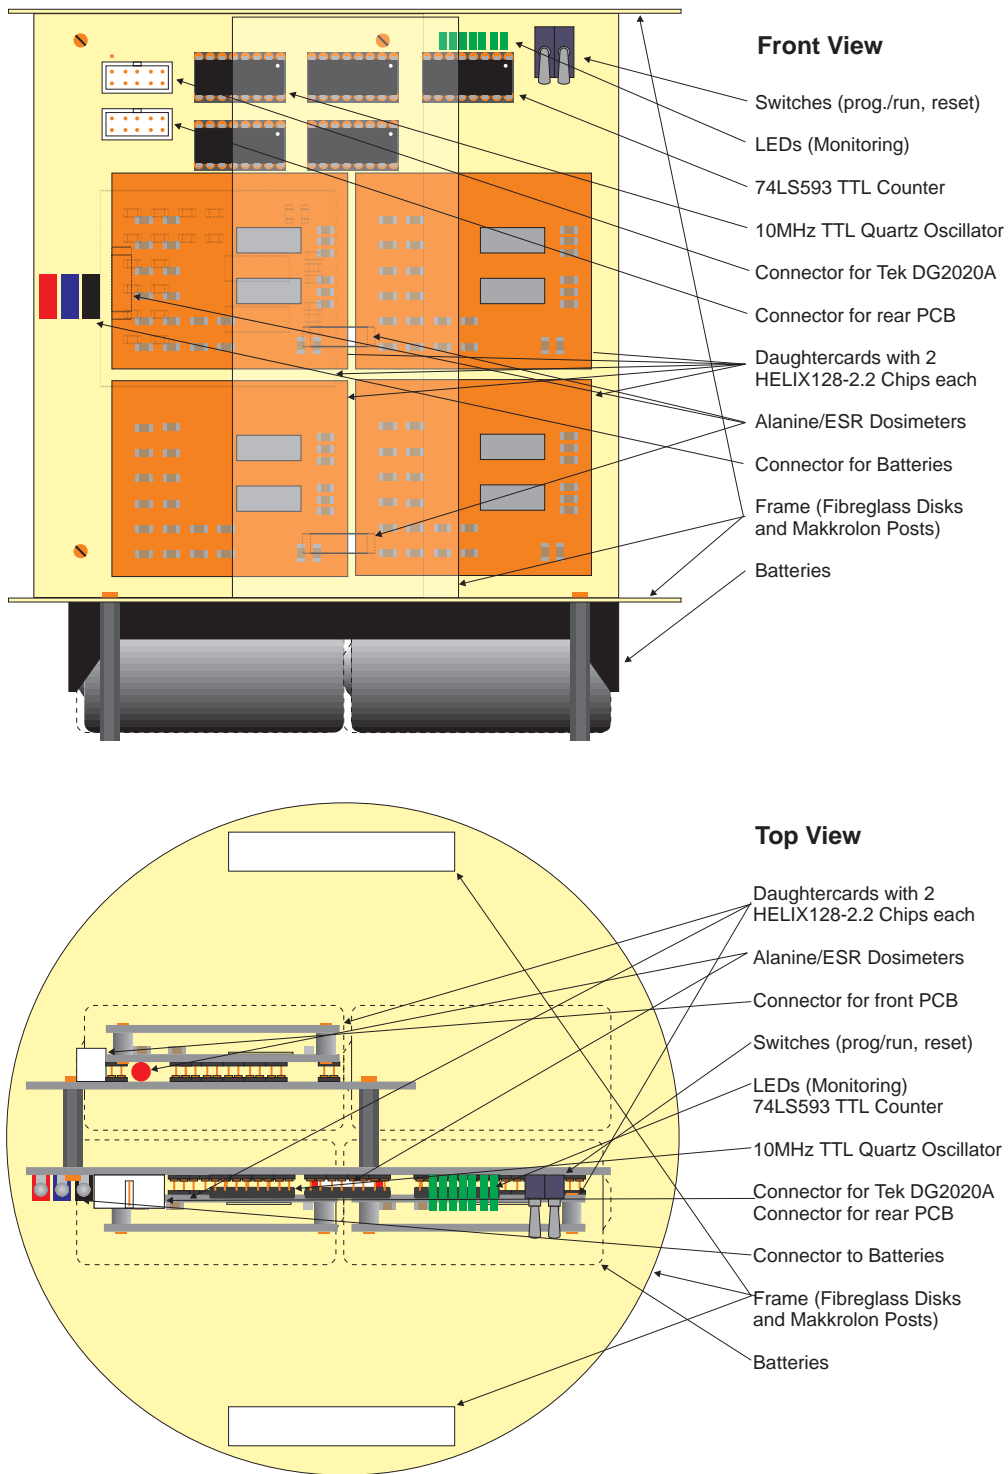 Front View
Switches (prog./run, reset)
LEDs (Monitoring)
74LS593 TTL Counter
10MHz TTL Quartz Oscillator
Connector for Tek DG2020A
Connector for rear PCB
Daughtercards with 2
HELIX128-2.2 Chips each
Alanine/ESR Dosimeters
Connector for Batteries
Frame (Fibreglass Disks
and Makkrolon Posts)
Batteries
Top View
Daughtercards with 2
HELIX128-2.2 Chips each
Alanine/ESR Dosimeters
Connector for front PCB
Switches (prog/run, reset)
LEDs (Monitoring)
74LS593 TTL Counter
10MHz TTL Quartz Oscillator
Connector for Tek DG2020A
Connector for rear PCB
Connector to Batteries
Frame (Fibreglass Disks
and Makkrolon Posts)
Batteries